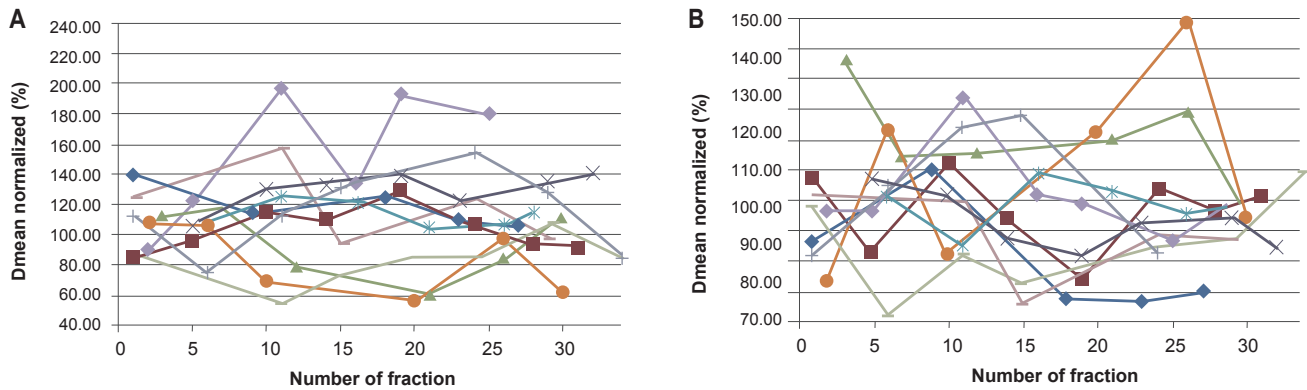 A
Dmean normalized (%)
240.00
220.00
200.00
180.00
160.00
140.00
120.00
100.00
80.00
60.00
40.00
0 5 10 15 20 25 30
Number of fraction
B
Dmean normalized (%)
150.00
140.00
130.00
120.00
110.00
100.00
90.00
80.00
70.00
0 5 10 15 20 25 30
Number of fraction